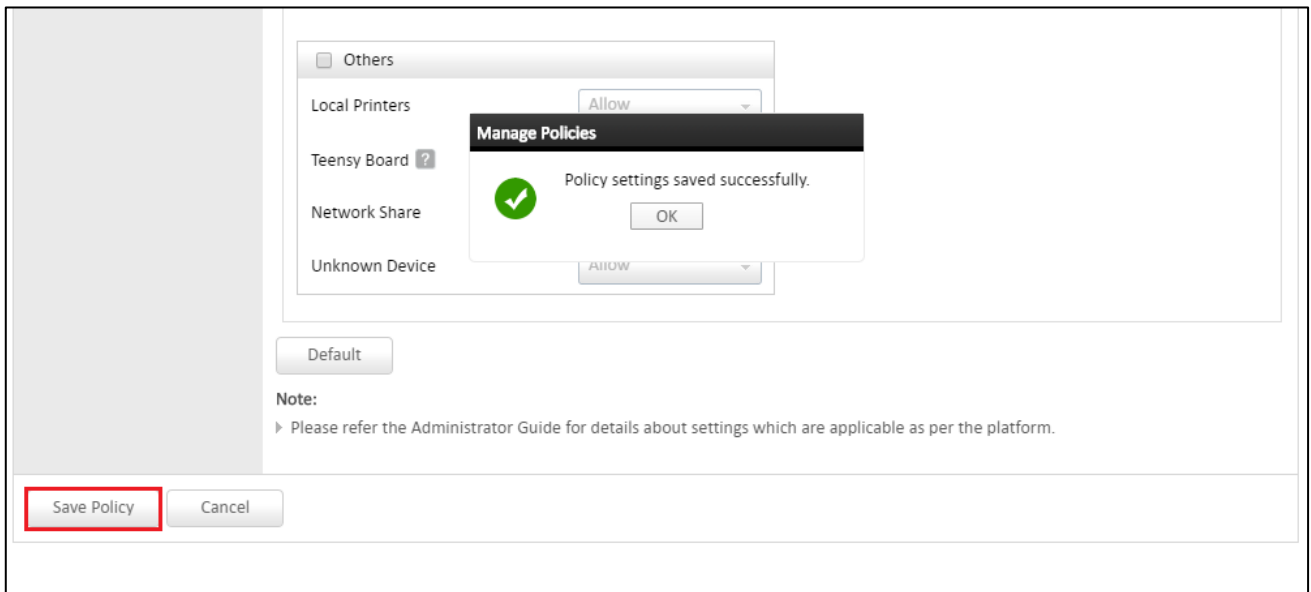 Others
Local Printers
Allow
Manage Policies
Teensy Board ?
Policy settings saved successfully.
Network Share
OK
Unknown Device
Allow
Default
Note:
Please refer the Administrator Guide for details about settings which are applicable as per the platform.
Save Policy
Cancel